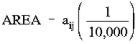 AREA = a_ij (1/10,000)